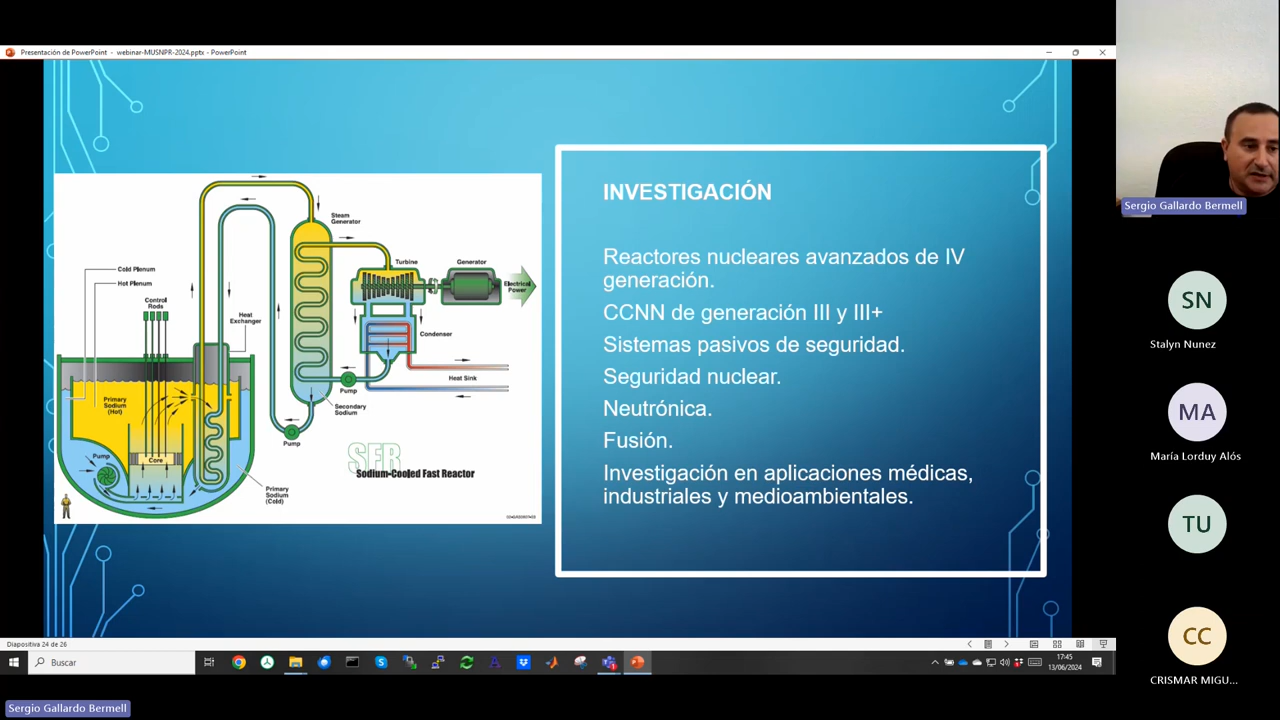 Presentación de PowerPoint - webinar-MUSNPR-2024.pptx - PowerPoint
INVESTIGACIÓN
Reactores nucleares avanzados de IV
generación.
CCNN de generación III y III+
Sistemas pasivos de seguridad.
Seguridad nuclear.
Neutrónica.
Fusión.
Investigación en aplicaciones médicas,
industriales y medioambientales.
Steam
Generator
Turbine
Generator
Electrical
Power
Cold Plenum
Hot Plenum
Control
Rods
Heat
Exchanger
Condenser
Heat Sink
Pump
Primary
Sodium
(Hot)
Secondary
Sodium
Pump
Core
Pump
SFR
Sodium-Cooled Fast Reactor
Primary
Sodium
(Cold)
Sergio Gallardo Bermell
SN
Stalyn Nunez
MA
María Lorduy Alós
TU
CC
CRISMAR MIGU...
Diapositiva 24 de 26
Buscar
17:45
13/06/2024
Sergio Gallardo Bermell